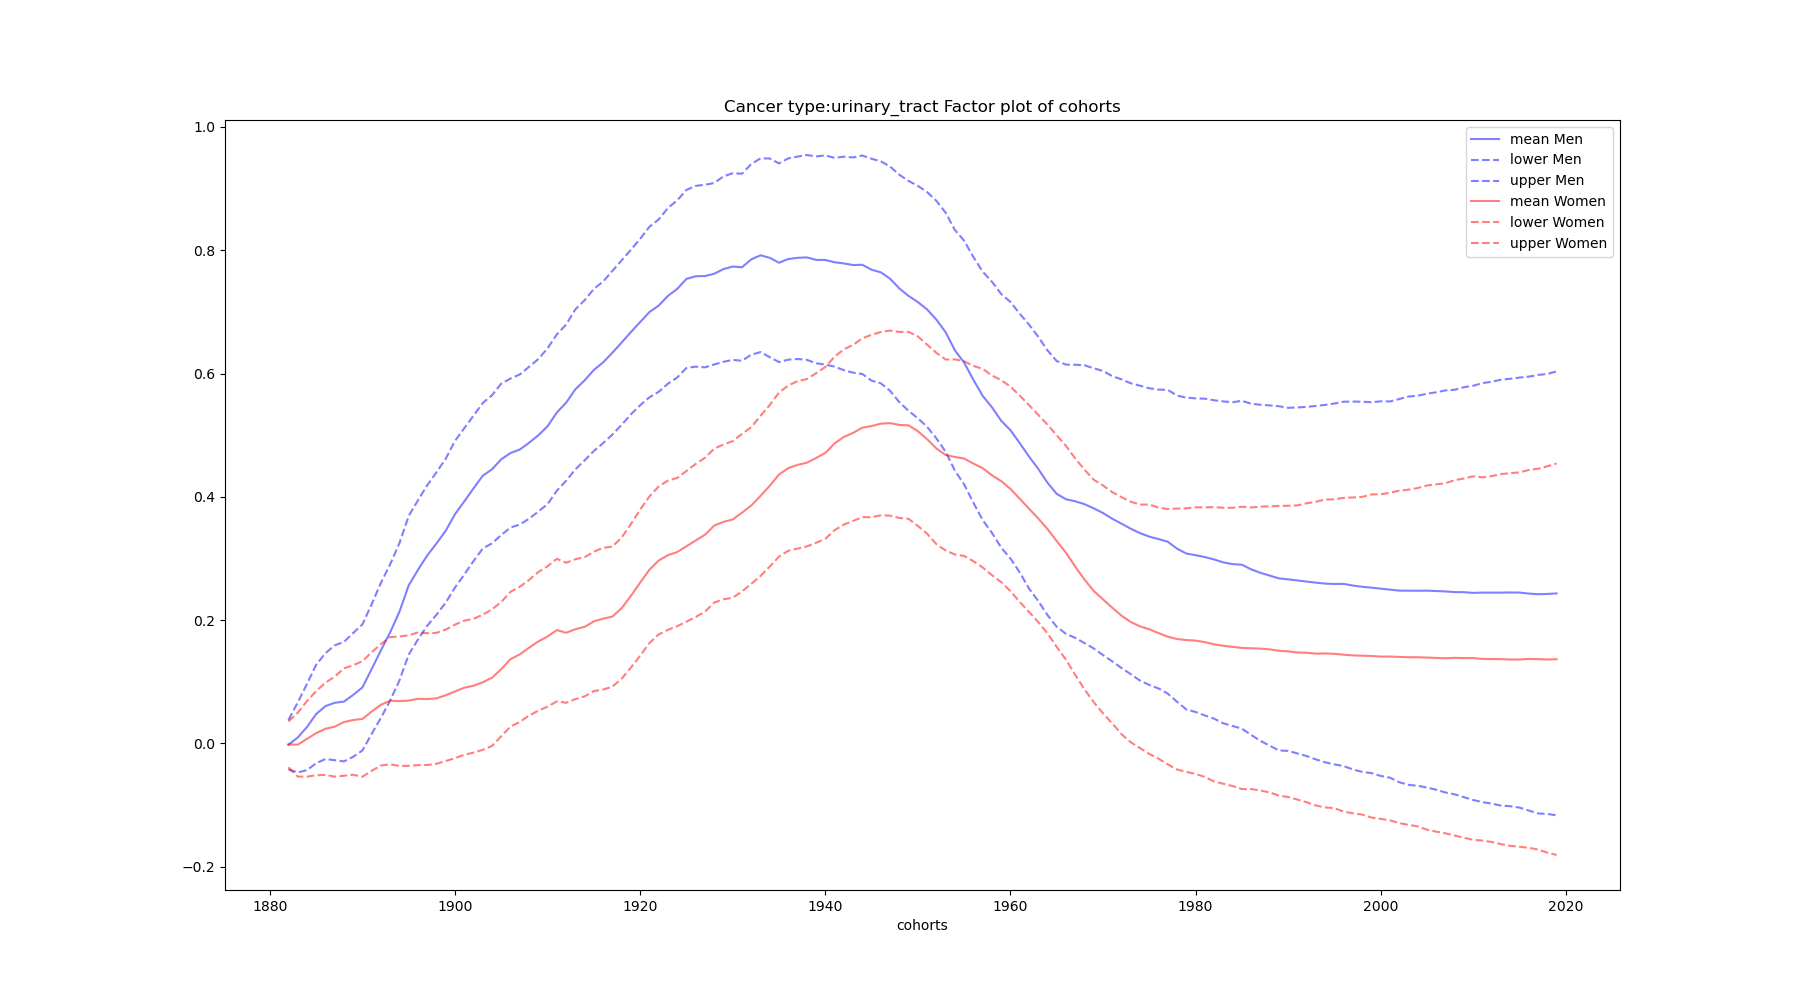 Cancer type:urinary_tract Factor plot of cohorts
1.0
0.8
0.6
0.4
0.2
0.0
−0.2
mean Men
lower Men
upper Men
mean Women
lower Women
upper Women
1880 1900 1920 1940 1960 1980 2000 2020
cohorts